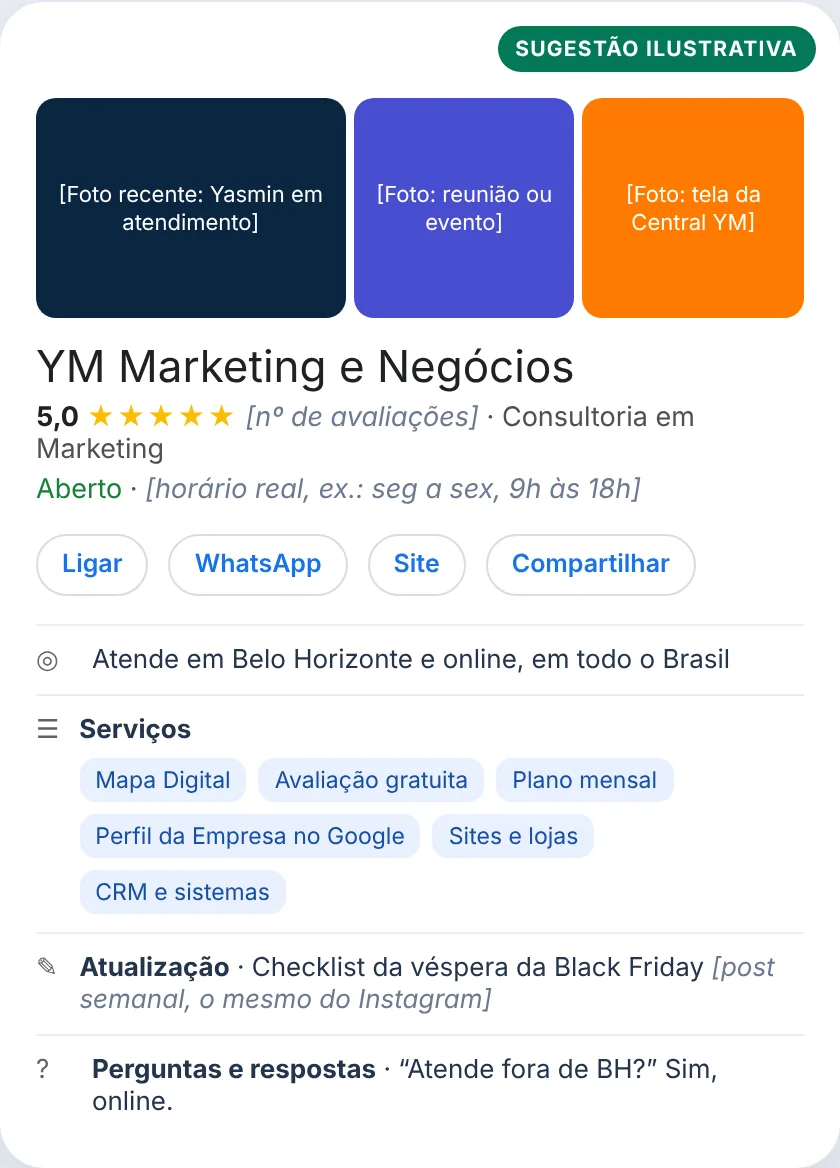 SUGESTÃO ILUSTRATIVA
[Foto recente: Yasmin em
atendimento]
[Foto: reunião ou
evento]
[Foto: tela da
Central YM]
YM Marketing e Negócios
5,0 ★★★★★ [nº de avaliações] · Consultoria em
Marketing
Aberto · [horário real, ex.: seg a sex, 9h às 18h]
Ligar
WhatsApp
Site
Compartilhar
Atende em Belo Horizonte e online, em todo o Brasil
Serviços
Mapa Digital
Avaliação gratuita
Plano mensal
Perfil da Empresa no Google
Sites e lojas
CRM e sistemas
Atualização · Checklist da véspera da Black Friday [post
semanal, o mesmo do Instagram]
? Perguntas e respostas · “Atende fora de BH?” Sim,
online.